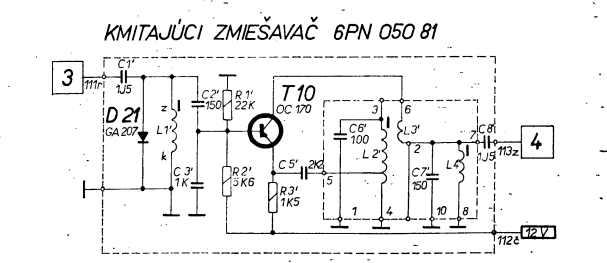 KMITAJÚCI ZMIEŠAVAČ 6PN 050 81
3
111r
C1'
1J5
D 21
GA 207
z
L1'
k
C2'
150
C3'
1K
R1'
22K
R2'
5K6
T10
OC 170
C5'
2K2
R3'
1K5
3
6
C6'
100
L2'
L3'
2
5
C7'
150
L4
7
C8'
1J5
113z
4
1
4
10
8
112č
12 V